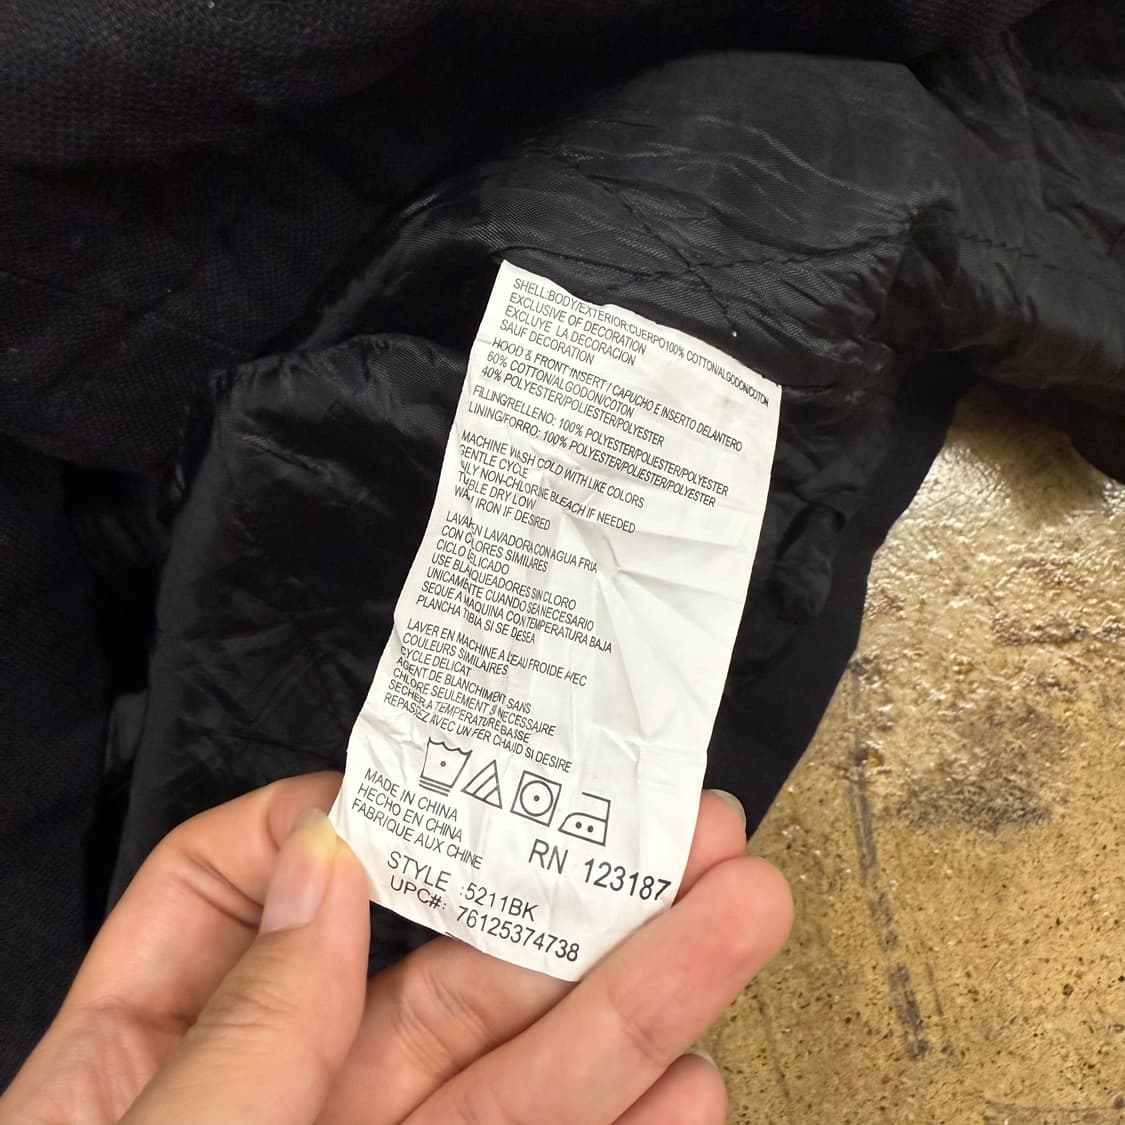 SHELL:BODY/EXTERIOR:CUERPO100% COTTON/ALGODON/COTON
EXCLUSIVE OF DECORATION
EXCLUYE LA DECORACION
SAUF DECORATION
HOOD & FRONT INSERT / CAPUCHO E INSERTO DELANTERO
60% COTTON/ALGODON/COTON
40% POLYESTER/POLIESTER/POLYESTER
FILLING/RELLENO: 100% POLYESTER/POLIESTER/POLYESTER
LINING/FORRO: 100% POLYESTER/POLIESTER/POLYESTER
MACHINE WASH COLD WITH LIKE COLORS
GENTLE CYCLE
NLY NON-CHLORINE BLEACH IF NEEDED
TUBLE DRY LOW
IRON IF DESIRED
LAVAR EN LAVADORA CON AGUA FRIA
CON COLORES SIMILARES
CICLO DELICADO
USE BLANQUEADORES SIN CLORO
UNICAMENTE CUANDO SEA NECESARIO
SEQUE A MAQUINA CON TEMPERATURA BAJA
PLANCHA TIBIA SI SE DESEA
LAVER EN MACHINE A L'EAU FROIDE AVEC
COULEURS SIMILAIRES
CYCLE DELICAT
AGENT DE BLANCHIMENT SANS
CHLORE SEULEMENT SI NECESSAIRE
SECHER A TEMPERATURE BASSE
REPASSEZ AVEC UN FER CHAUD SI DESIRE
MADE IN CHINA
HECHO EN CHINA
FABRIQUE AUX CHINE
RN 123187
STYLE :5211BK
UPC#: 76125374738